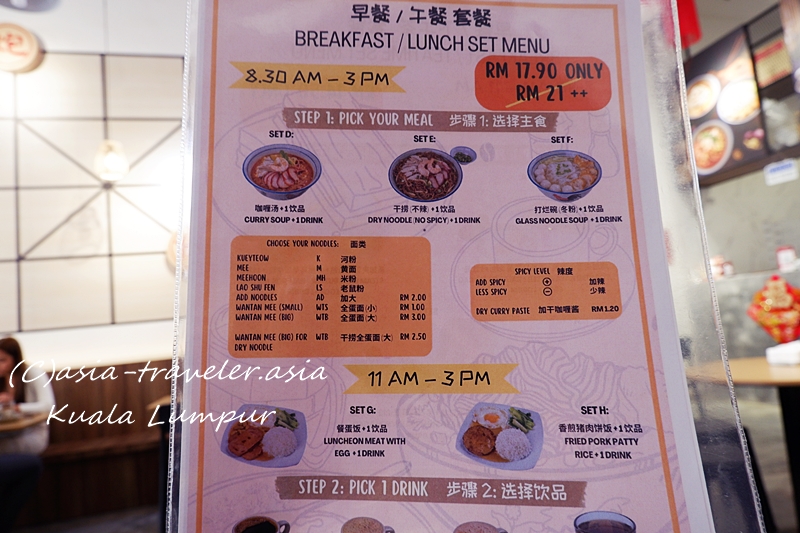 早餐 / 午餐 套餐
BREAKFAST / LUNCH SET MENU
8.30 AM – 3 PM
RM 17.90 ONLY
RM 21 ++
STEP 1: PICK YOUR MEAL 步骤 1: 选择主食
SET D:
咖喱汤+1饮品
CURRY SOUP +1 DRINK
SET E:
干捞(不辣)+1饮品
DRY NOODLE (NO SPICY) +1 DRINK
SET F:
打烂碗(冬粉)+1饮品
GLASS NOODLE SOUP +1 DRINK
CHOOSE YOUR NOODLES: 面类
KUEYTEOW K 河粉
MEE M 黄面
MEEHOON MH 米粉
LAO SHU FEN LS 老鼠粉
ADD NOODLES AD 加大 RM 2.00
WANTAN MEE (SMALL) WTS 全蛋面(小) RM 1.00
WANTAN MEE (BIG) WTB 全蛋面(大) RM 3.00
WANTAN MEE (BIG) FOR WTB 干捞全蛋面(大) RM 2.50
DRY NOODLE
SPICY LEVEL 辣度
ADD SPICY + 加辣
LESS SPICY - 少辣
DRY CURRY PASTE 加干咖喱酱 RM1.20
11 AM – 3 PM
SET G:
餐蛋饭+1饮品
LUNCHEON MEAT WITH
EGG +1 DRINK
SET H:
香煎猪肉饼饭+1饮品
FRIED PORK PATTY
RICE +1 DRINK
STEP 2: PICK 1 DRINK 步骤 2: 选择饮品
(C)asia-traveler.asia
Kuala Lumpur